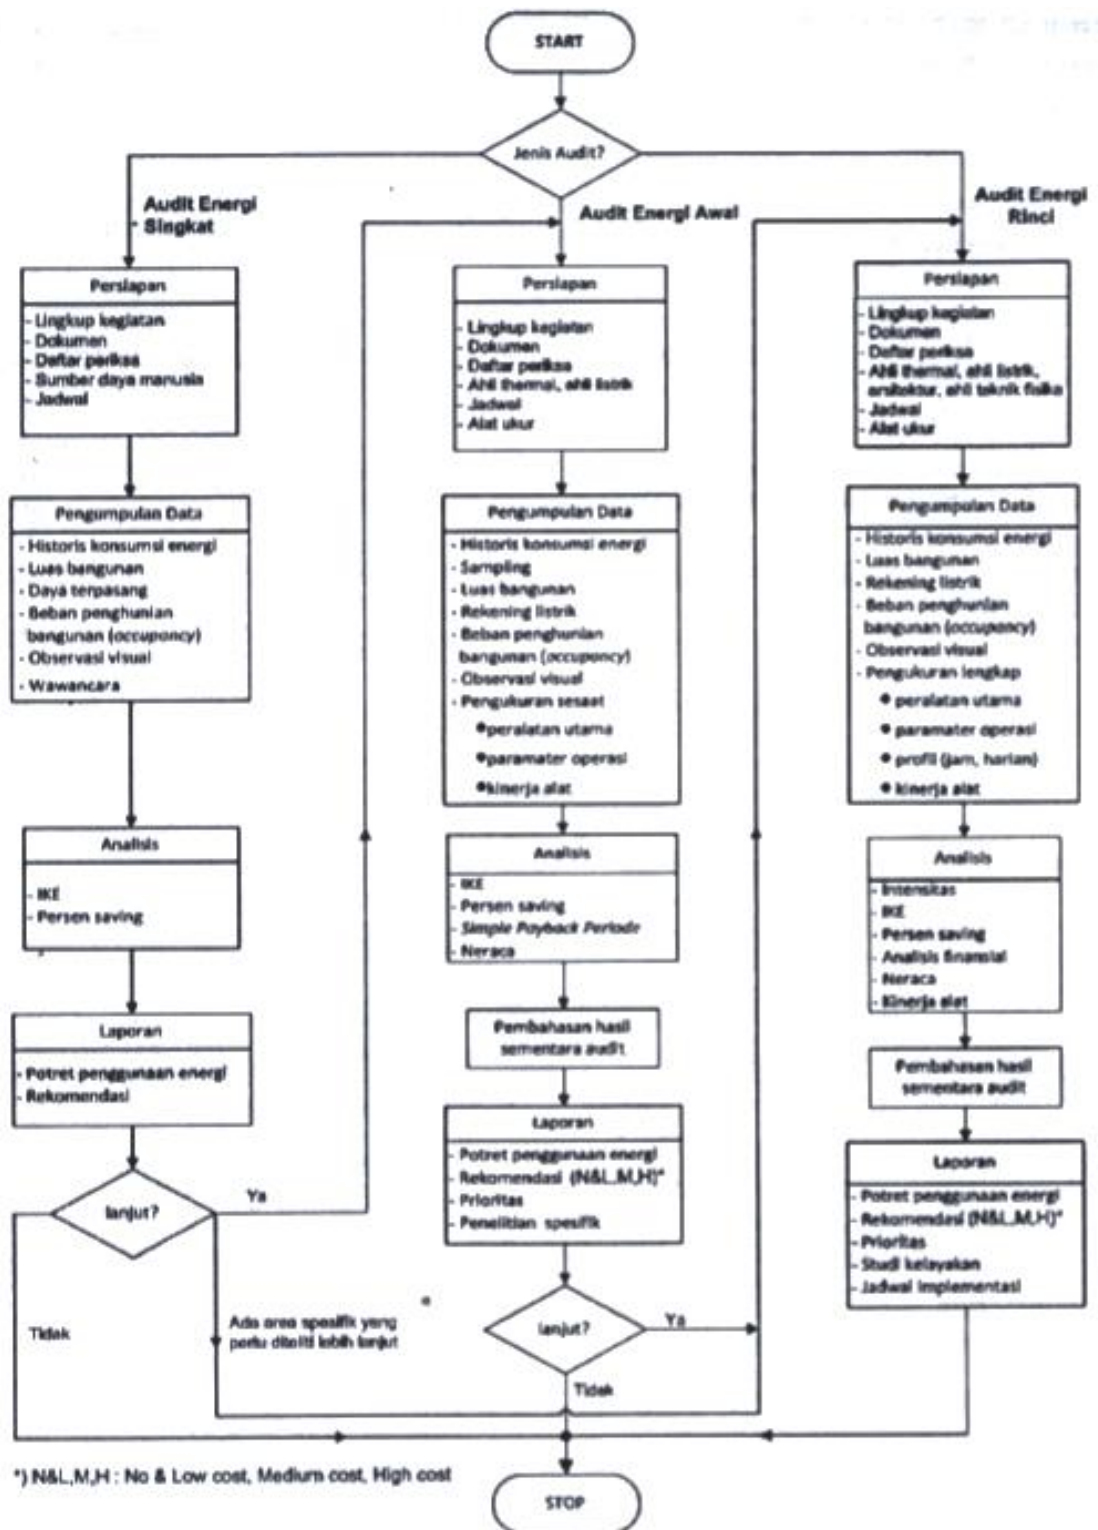 START
Jenis Audit?
Audit Energi
Singkat
Persiapan
- Lingkup kegiatan
- Dokumen
- Daftar periksa
- Sumber daya manusia
- Jadwal
Pengumpulan Data
- Historis konsumsi energi
- Luas bangunan
- Daya terpasang
- Beban penghunian
bangunan (occupancy)
- Observasi visual
- Wawancara
Analisis
- IKE
- Persen saving
Laporan
- Potret penggunaan energi
- Rekomendasi
lanjut?
Ya
Tidak
Ada area spesifik yang
perlu diteliti lebih lanjut
Audit Energi Awal
Persiapan
- Lingkup kegiatan
- Dokumen
- Daftar periksa
- Ahli thermal, ahli listrik
- Jadwal
- Alat ukur
Pengumpulan Data
- Historis konsumsi energi
- Sampling
- Luas bangunan
- Rekening listrik
- Beban penghunian
bangunan (occupancy)
- Observasi visual
- Pengukuran sesaat
• peralatan utama
• paramater operasi
• kinerja alat
Analisis
- IKE
- Persen saving
- Simple Payback Periode
- Neraca
Pembahasan hasil
sementara audit
Laporan
- Potret penggunaan energi
- Rekomendasi (N&L,M,H)*
- Prioritas
- Penelitian spesifik
lanjut?
Ya
Tidak
Audit Energi
Rinci
Persiapan
- Lingkup kegiatan
- Dokumen
- Daftar periksa
- Ahli thermal, ahli listrik,
arsitektur, ahli teknik fisika
- Jadwal
- Alat ukur
Pengumpulan Data
- Historis konsumsi energi
- Luas bangunan
- Rekening listrik
- Beban penghunian
bangunan (occupancy)
- Observasi visual
- Pengukuran lengkap
• peralatan utama
• paramater operasi
• profil (jam, harian)
• kinerja alat
Analisis
- Intensitas
- IKE
- Persen saving
- Analisis finansial
- Neraca
- Kinerja alat
Pembahasan hasil
sementara audit
Laporan
- Potret penggunaan energi
- Rekomendasi (N&L,M,H)*
- Prioritas
- Studi kelayakan
- Jadwal implementasi
*) N&L,M,H : No & Low cost, Medium cost, High cost
STOP